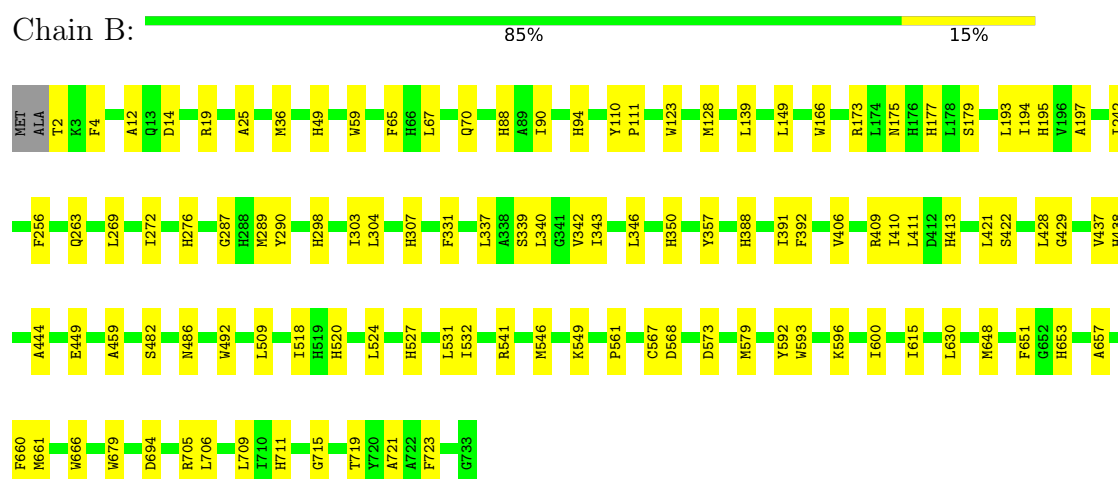 Chain B:
85% 15%
MET ALA T2 K3 F4 A12 Q13 D14 R19 A25 M36 H49 W59 F65 H66 L67 Q70 H88 A89 I90 H94 Y110 P111 W123 M128 L139 L149 W166 R173 L174 N175 H176 H177 L178 S179 L193 I194 H195 V196 A197
F256 Q263 L269 I272 H276 G287 H288 M289 Y290 H298 I303 L304 H307 F331 L337 A338 S339 L340 G341 V342 I343 L346 H350 Y357 H388 I391 F392 V406 R409 I410 L411 D412 H413 L421 S422 L428 G429 V437
A444 E449 A459 S482 N486 W492 L509 I518 H519 H520 L524 H527 L531 I532 R541 M546 K549 P561 C567 D568 D573 M579 Y592 W593 K596 I600 I615 L630 M648 F651 G652 H653 A657
F660 M661 W666 W679 D694 R705 L706 L709 I710 H711 G715 T719 Y720 A721 A722 F723 G733